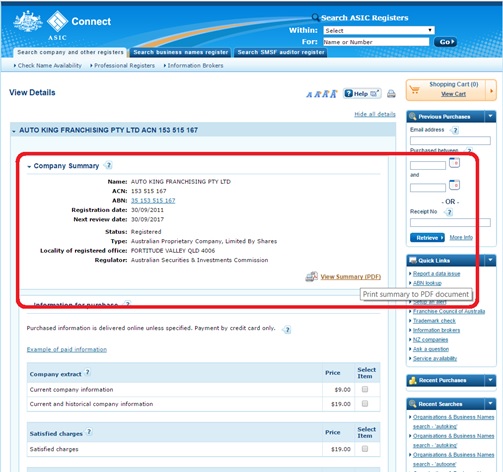 Connect
ASIC
Search ASIC Registers
Within: Select
For: Name or Number Go
Search company and other registers Search business names register Search SMSF auditor register
Check Name Availability Professional Registers Information Brokers
View Details
A A A A Help
Hide all details
Shopping Cart (0)
View Cart
AUTO KING FRANCHISING PTY LTD ACN 153 515 167
Company Summary ?
Name: AUTO KING FRANCHISING PTY LTD
ACN: 153 515 167
ABN: 35 153 515 167
Registration date: 30/09/2011
Next review date: 30/09/2017
Status: Registered
Type: Australian Proprietary Company, Limited By Shares
Locality of registered office: FORTITUDE VALLEY QLD 4006
Regulator: Australian Securities & Investments Commission
View Summary (PDF)
Print summary to PDF document
Information for purchase ?
Purchased information is delivered online unless specified. Payment by credit card only. ?
Example of paid information
Company extract ? Price Select Item
Current company information $9.00
Current and historical company information $19.00
Satisfied charges ? Price Select Item
Satisfied charges $19.00
Previous Purchases
Email address ?
Purchased between
and
- OR -
Receipt No ?
Retrieve More Info
Quick Links
Report a data issue
ABN lookup
Setup an alert
Franchise Council of Australia
Trademark check
Information brokers
NZ companies
Ask a question
Service availability
Recent Purchases
Recent Searches
Organisations & Business Names
search - 'autoking'
Organisations & Business Names
search - 'autoking'
Organisations & Business Names